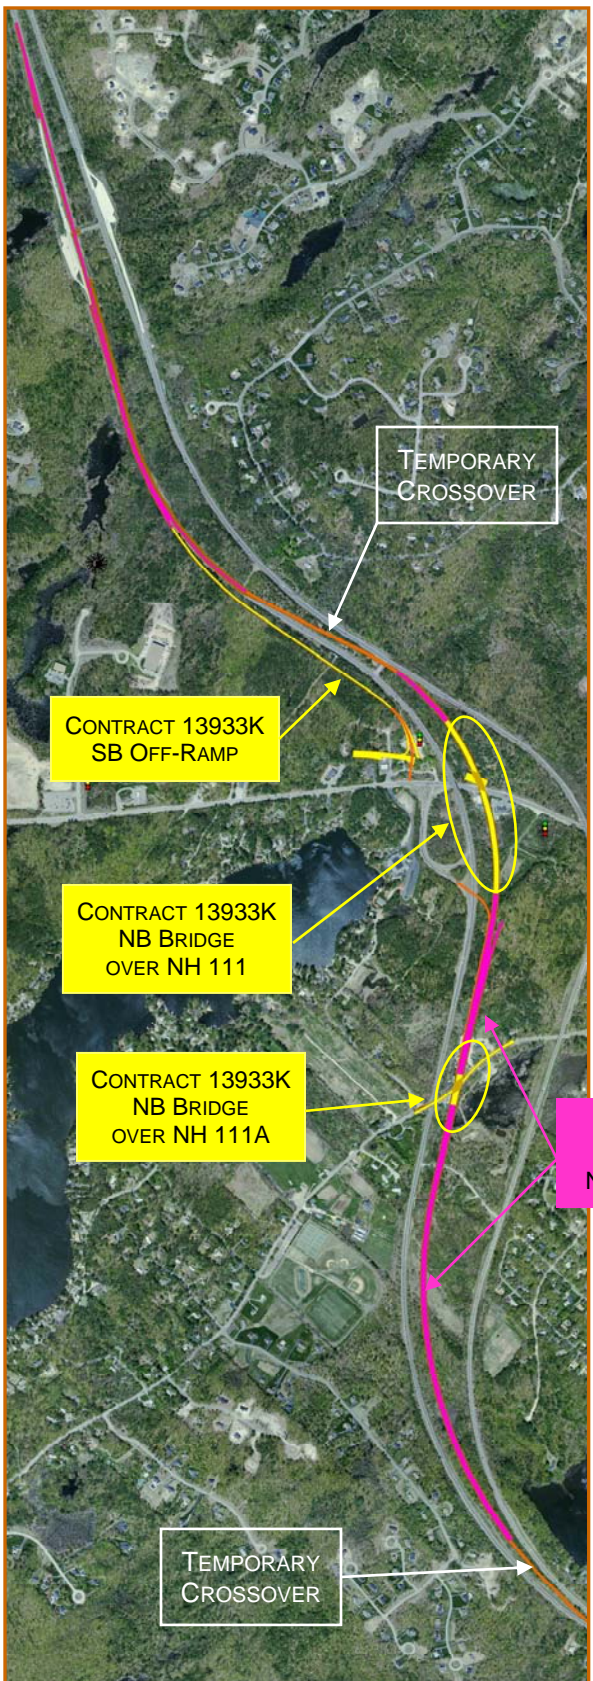 TEMPORARY
CROSSOVER
CONTRACT 13933K
SB OFF-RAMP
CONTRACT 13933K
NB BRIDGE
OVER NH 111
CONTRACT 13933K
NB BRIDGE
OVER NH 111A
N
TEMPORARY
CROSSOVER